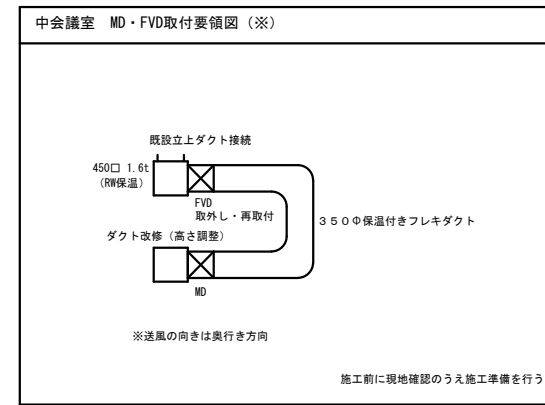 中会議室 MD・FVD取付要領図（※）
既設立上ダクト接続
450□ 1.6t
（RW保温）
FVD
取外し・再取付
３５０Φ保温付きフレキダクト
ダクト改修（高さ調整）
MD
※送風の向きは奥行き方向
施工前に現地確認のうえ施工準備を行う